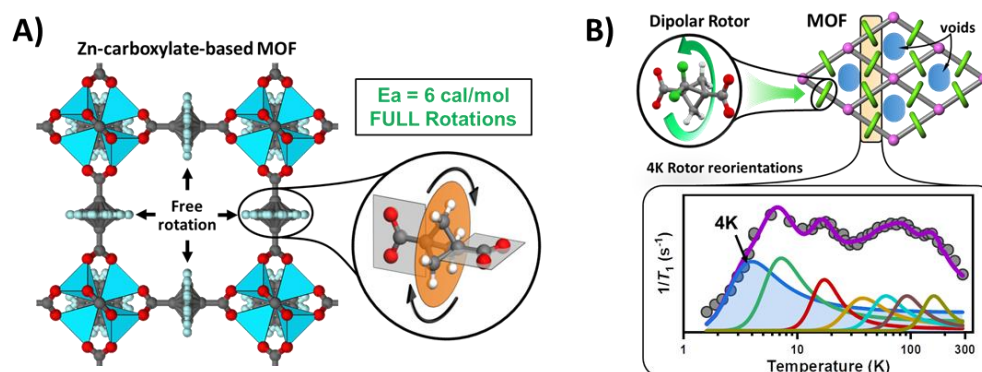 A)
Zn-carboxylate-based MOF
Ea = 6 cal/mol
FULL Rotations
Free
rotation
B)
Dipolar Rotor
MOF
voids
4K Rotor reorientations
4K
1/T₁ (s⁻¹)
1 10 100 300
Temperature (K)